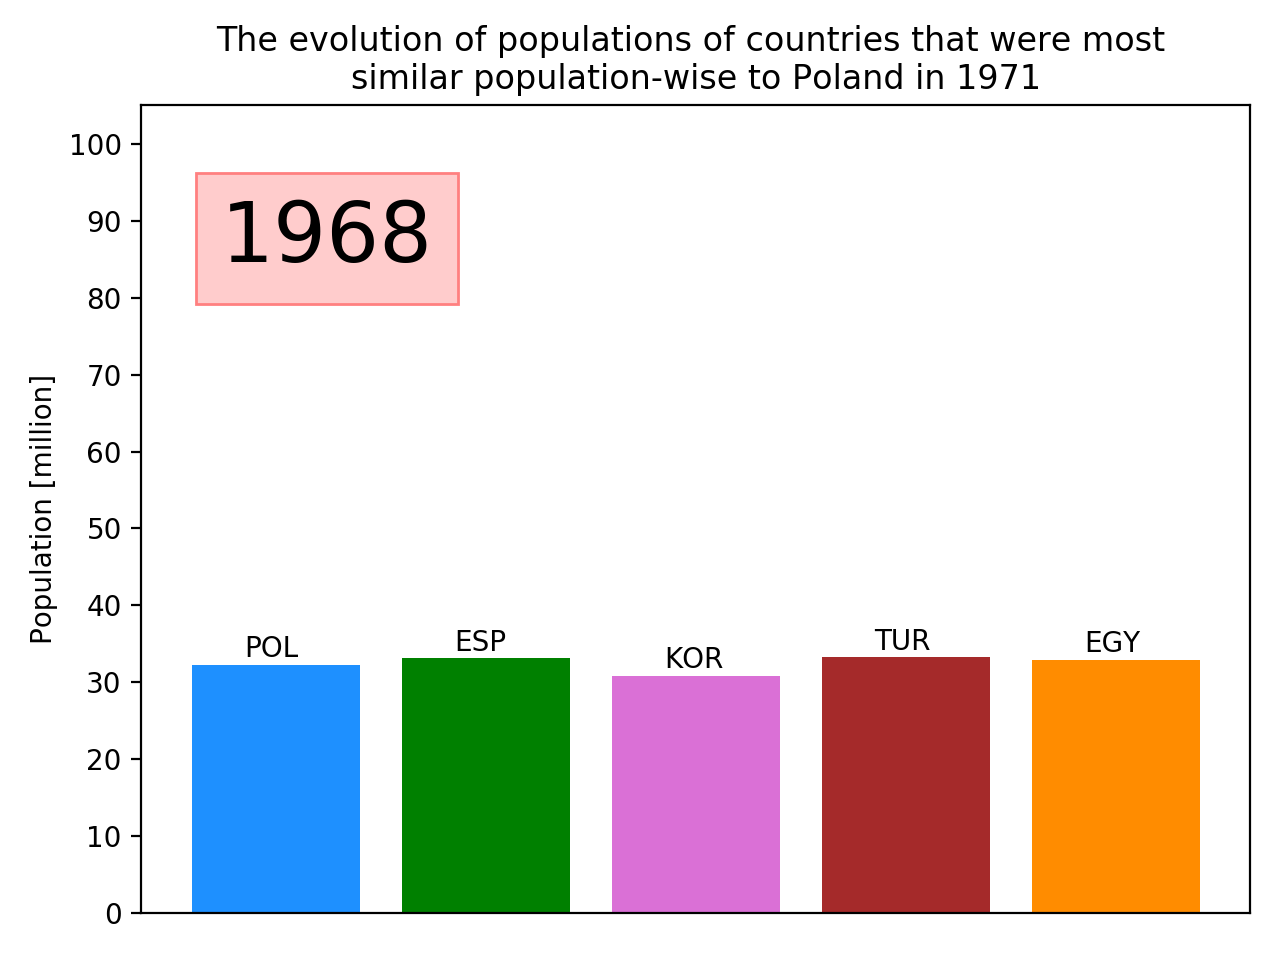 The evolution of populations of countries that were most
similar population-wise to Poland in 1971
1968
Population [million]
100
90
80
70
60
50
40
30
20
10
0
POL
ESP
KOR
TUR
EGY